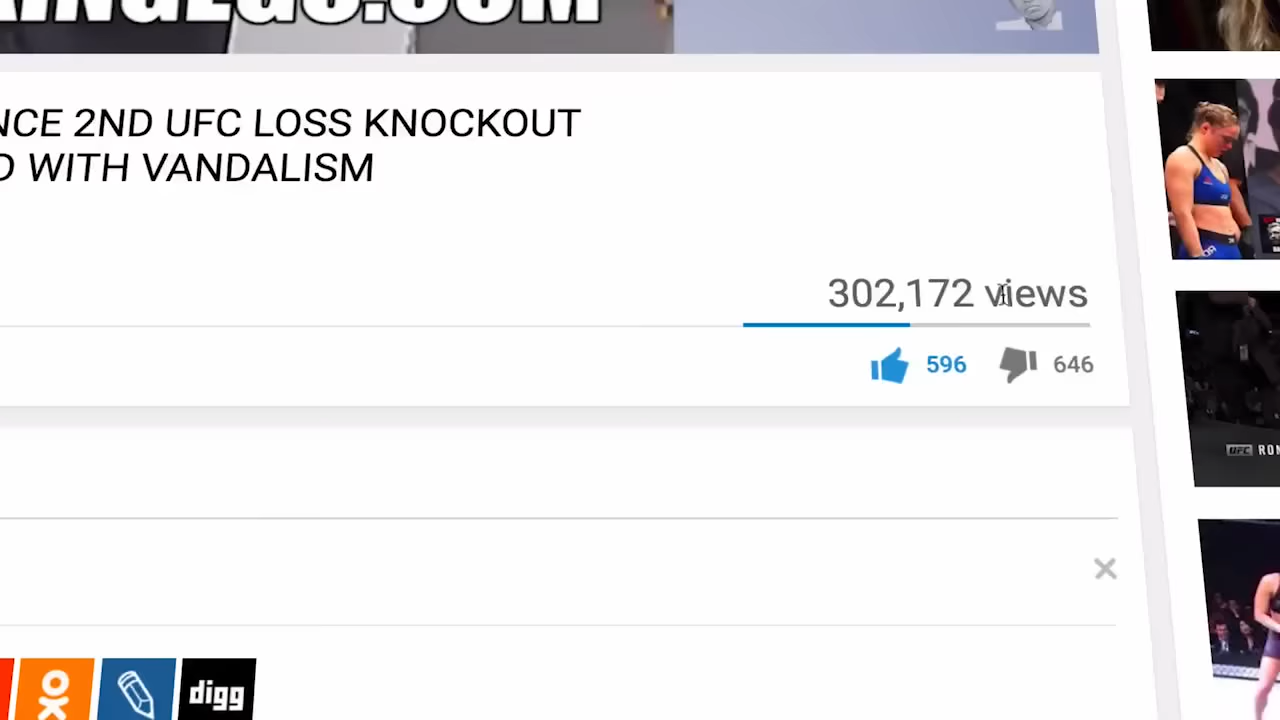 NCE 2ND UFC LOSS KNOCKOUT
D WITH VANDALISM
302,172 views
596 646
UFC RON
digg